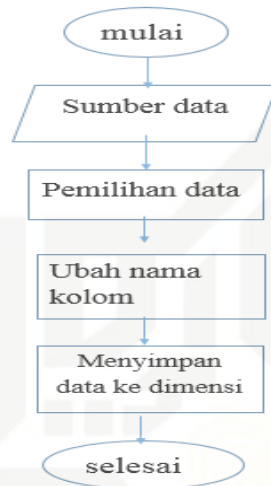 mulai
Sumber data
Pemilihan data
Ubah nama
kolom
Menyimpan
data ke dimensi
selesai